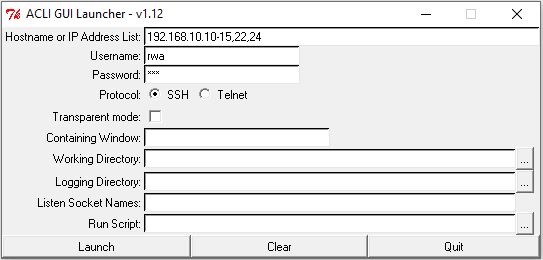 ACLI GUI Launcher - v1.12
Hostname or IP Address List: 192.168.10.10-15,22,24
Username: rwa
Password: ***
Protocol: SSH Telnet
Transparent mode:
Containing Window:
Working Directory: ...
Logging Directory: ...
Listen Socket Names:
Run Script: ...
Launch Clear Quit